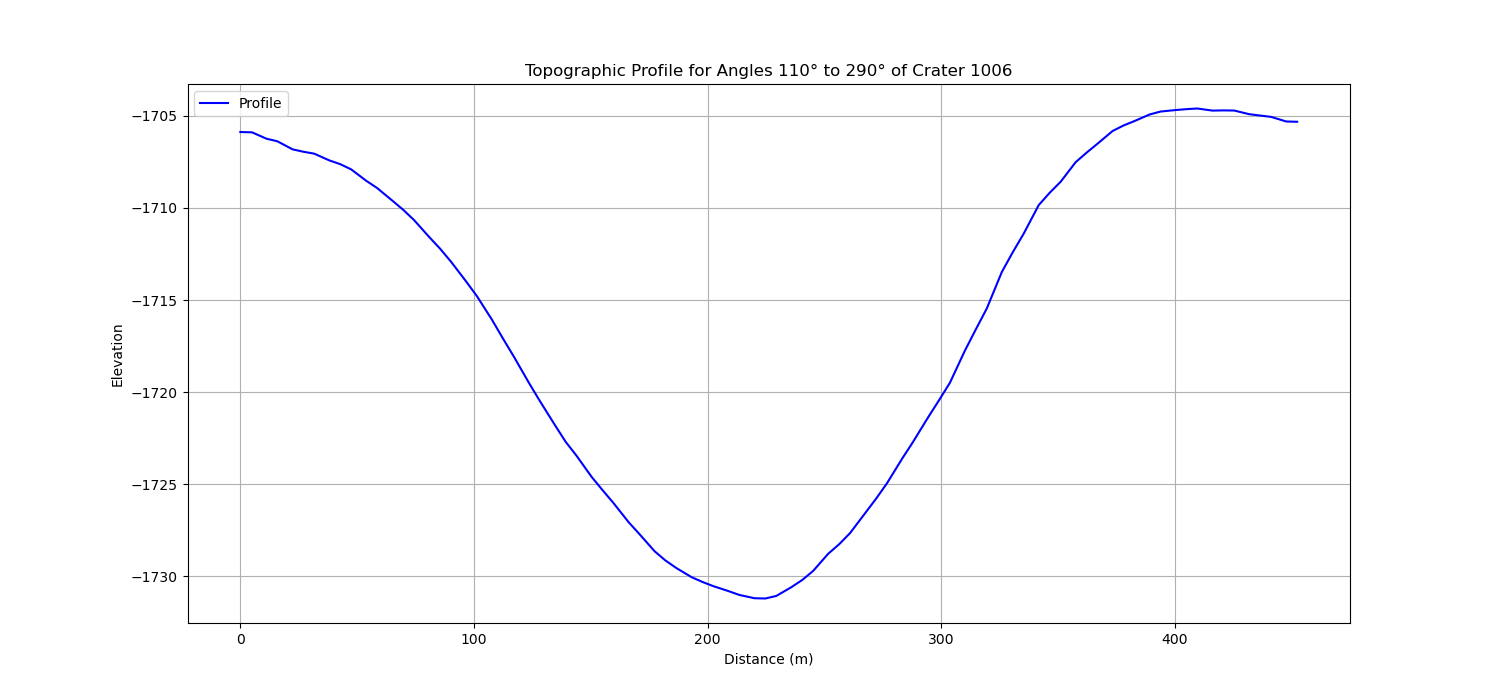 Topographic Profile for Angles 110° to 290° of Crater 1006
Profile
−1705
−1710
−1715
−1720
−1725
−1730
Elevation
0 100 200 300 400
Distance (m)